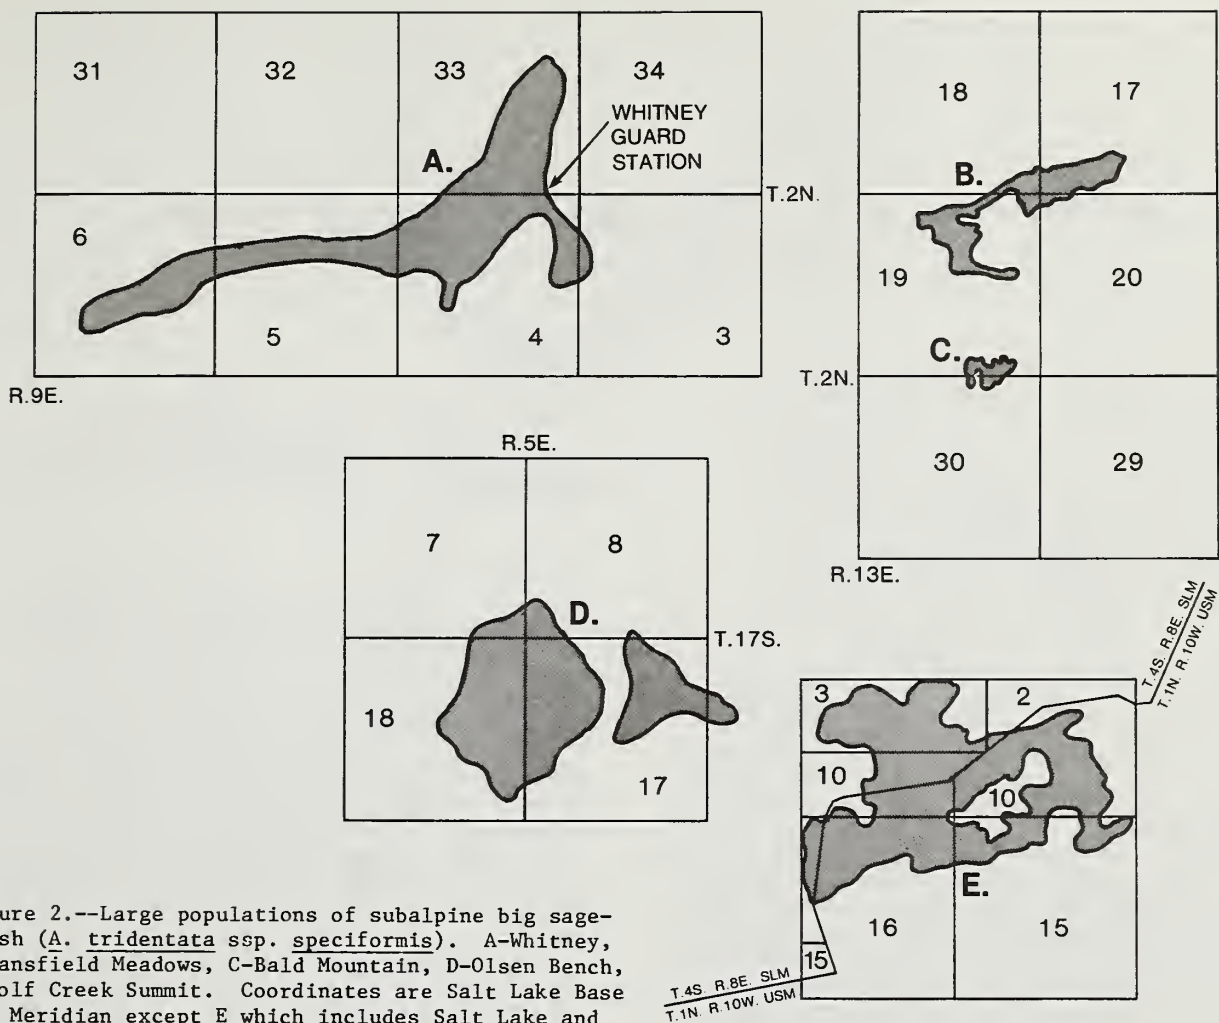 31
32
33
34
WHITNEY
GUARD
STATION
A.
T.2N.
6
5
4
3
R.9E.
18
17
B.
19
20
C.
T.2N.
30
29
R.13E.
R.5E.
7
8
D.
T.17S.
18
17
T.4S. R.8E. SLM
T.1N. R.10W. USM
3
2
10
10
E.
16
15
15
T.4S. R.8E. SLM
T.1N. R.10W. USM
ure 2.--Large populations of subalpine big sage-
sh (A. tridentata ssp. speciformis). A-Whitney,
ansfield Meadows, C-Bald Mountain, D-Olsen Bench,
olf Creek Summit. Coordinates are Salt Lake Base
Meridian except E which includes Salt Lake and